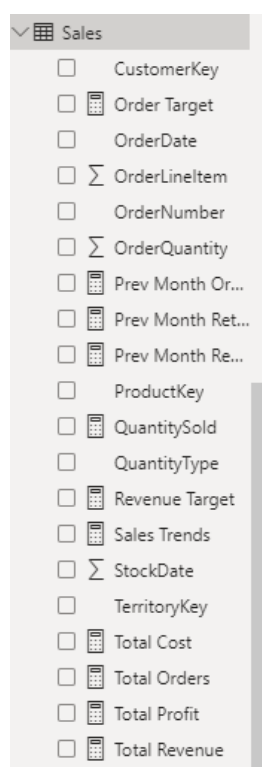 Sales
CustomerKey
Order Target
OrderDate
OrderLineItem
OrderNumber
OrderQuantity
Prev Month Or...
Prev Month Ret...
Prev Month Re...
ProductKey
QuantitySold
QuantityType
Revenue Target
Sales Trends
StockDate
TerritoryKey
Total Cost
Total Orders
Total Profit
Total Revenue